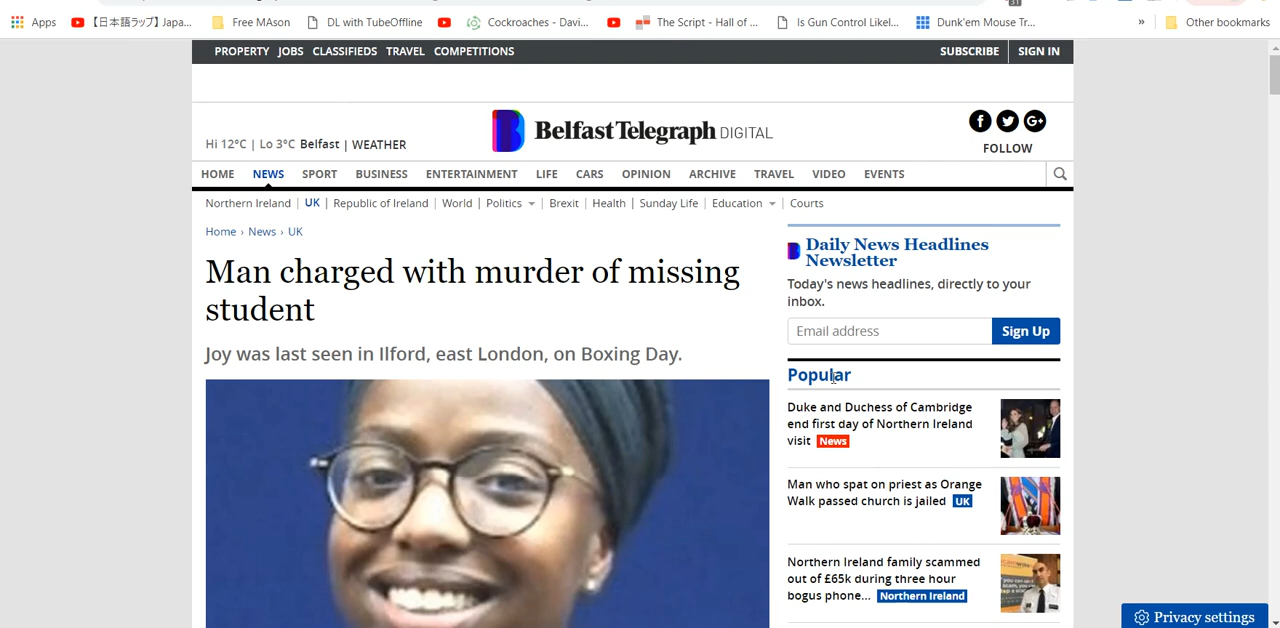 Apps
【日本語ラップ】Japa...
Free MAson
DL with TubeOffline
Cockroaches - Davi...
The Script - Hall of ...
Is Gun Control Likel...
Dunk'em Mouse Tr...
»
Other bookmarks
PROPERTY JOBS CLASSIFIEDS TRAVEL COMPETITIONS
SUBSCRIBE SIGN IN
Hi 12°C | Lo 3°C Belfast | WEATHER
Belfast Telegraph DIGITAL
FOLLOW
HOME NEWS SPORT BUSINESS ENTERTAINMENT LIFE CARS OPINION ARCHIVE TRAVEL VIDEO EVENTS
Northern Ireland | UK | Republic of Ireland | World | Politics | Brexit | Health | Sunday Life | Education | Courts
Home › News › UK
Man charged with murder of missing
student
Joy was last seen in Ilford, east London, on Boxing Day.
Daily News Headlines
Newsletter
Today's news headlines, directly to your
inbox.
Email address Sign Up
Popular
Duke and Duchess of Cambridge
end first day of Northern Ireland
visit News
Man who spat on priest as Orange
Walk passed church is jailed UK
Northern Ireland family scammed
out of £65k during three hour
bogus phone... Northern Ireland
Privacy settings